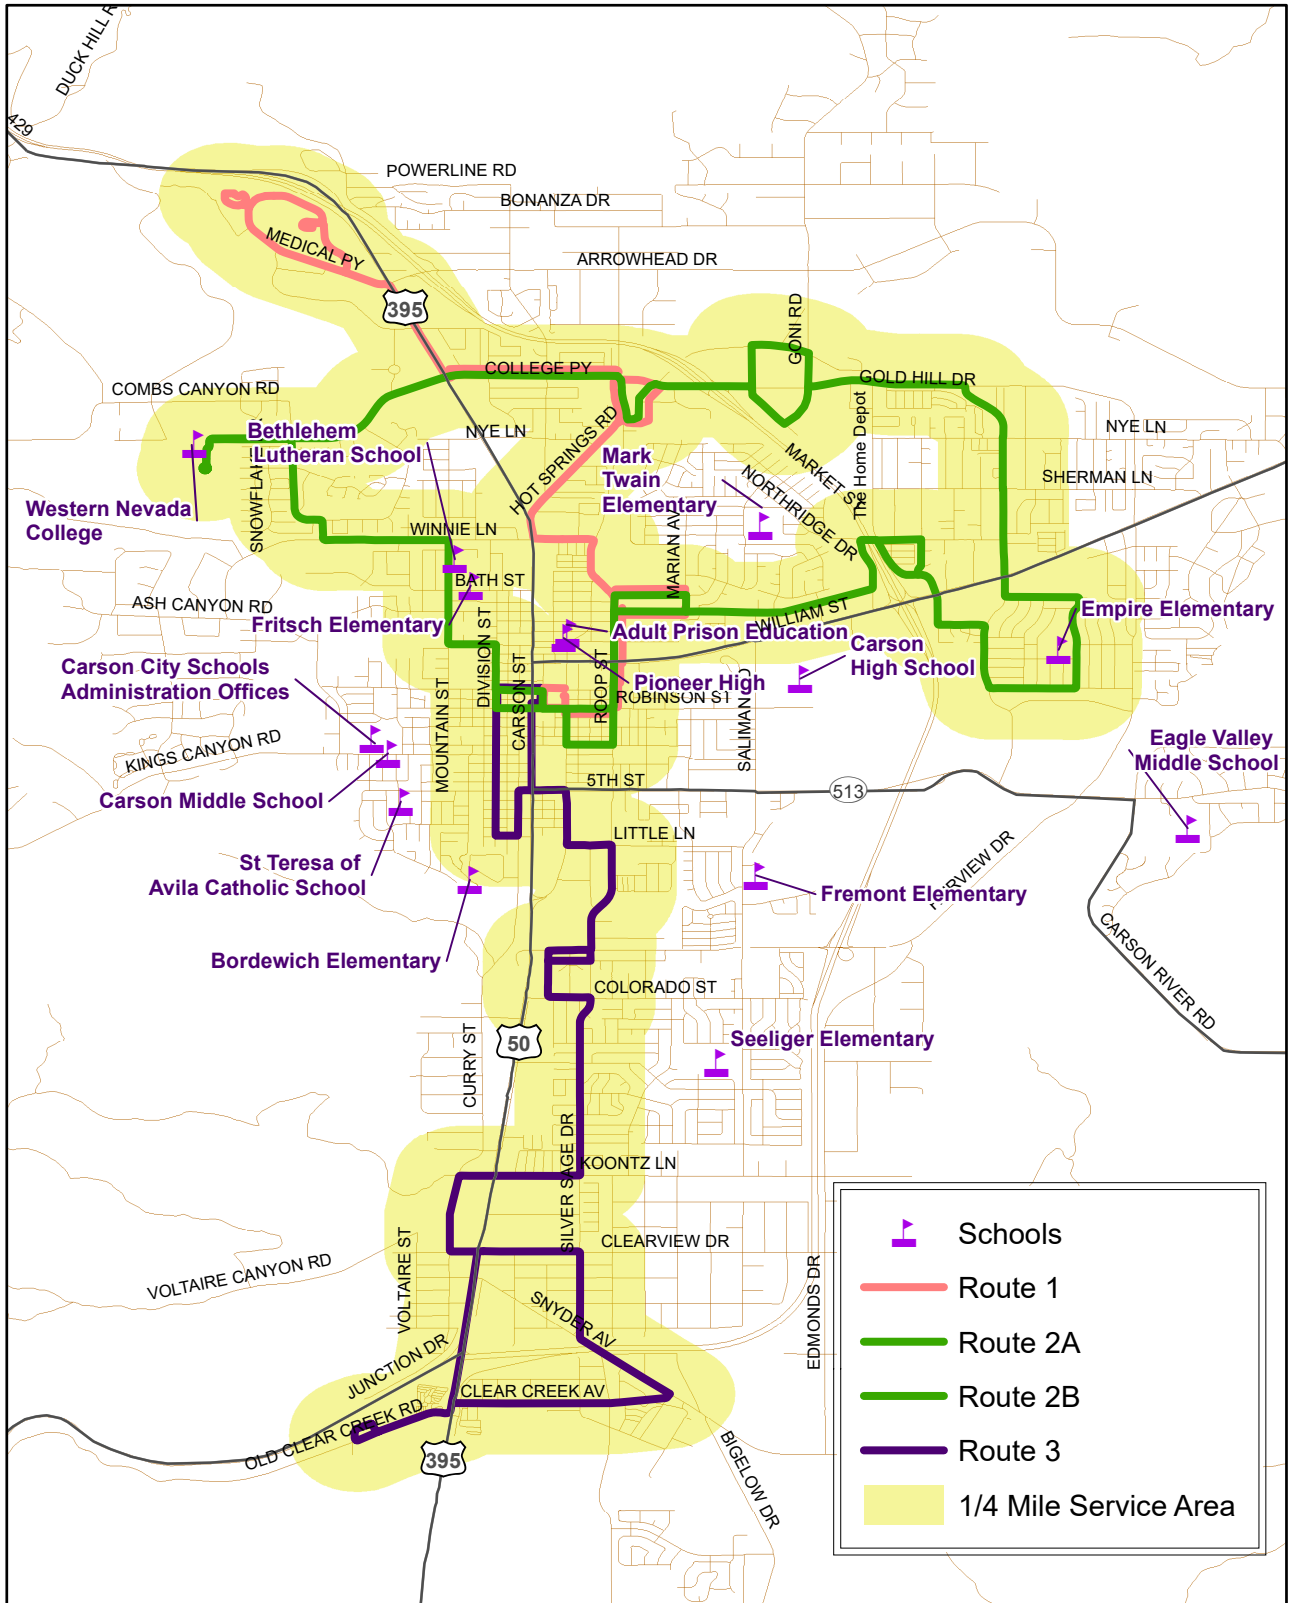 DUCK HILL R
429
POWERLINE RD
BONANZA DR
MEDICAL PY
ARROWHEAD DR
395
GONI RD
COLLEGE PY
GOLD HILL DR
COMBS CANYON RD
HOT SPRINGS RD
The Home Depot
NYE LN
NYE LN
Bethlehem
Lutheran School
Mark
Twain
Elementary
MARKET ST
NORTHRIDGE DR
SHERMAN LN
Western Nevada
College
WINNIE LN
MARIAN AV
BATH ST
ASH CANYON RD
Fritsch Elementary
WILLIAM ST
Empire Elementary
Adult Prison Education
Carson
High School
DIVISION ST
Carson City Schools
Administration Offices
Pioneer High
ROBINSON ST
ROOP ST
CARSON ST
MOUNTAIN ST
KINGS CANYON RD
Eagle Valley
Middle School
5TH ST
513
Carson Middle School
LITTLE LN
St Teresa of
Avila Catholic School
Fremont Elementary
Bordewich Elementary
CARSON RIVER RD
COLORADO ST
50
CURRY ST
Seeliger Elementary
SILVER SAGE DR
KOONTZ LN
VOLTAIRE ST
CLEARVIEW DR
VOLTAIRE CANYON RD
EDMONDS DR
SNYDER AV
JUNCTION DR
CLEAR CREEK AV
OLD CLEAR CREEK RD
395
BIGELOW DR
Schools
Route 1
Route 2A
Route 2B
Route 3
1/4 Mile Service Area